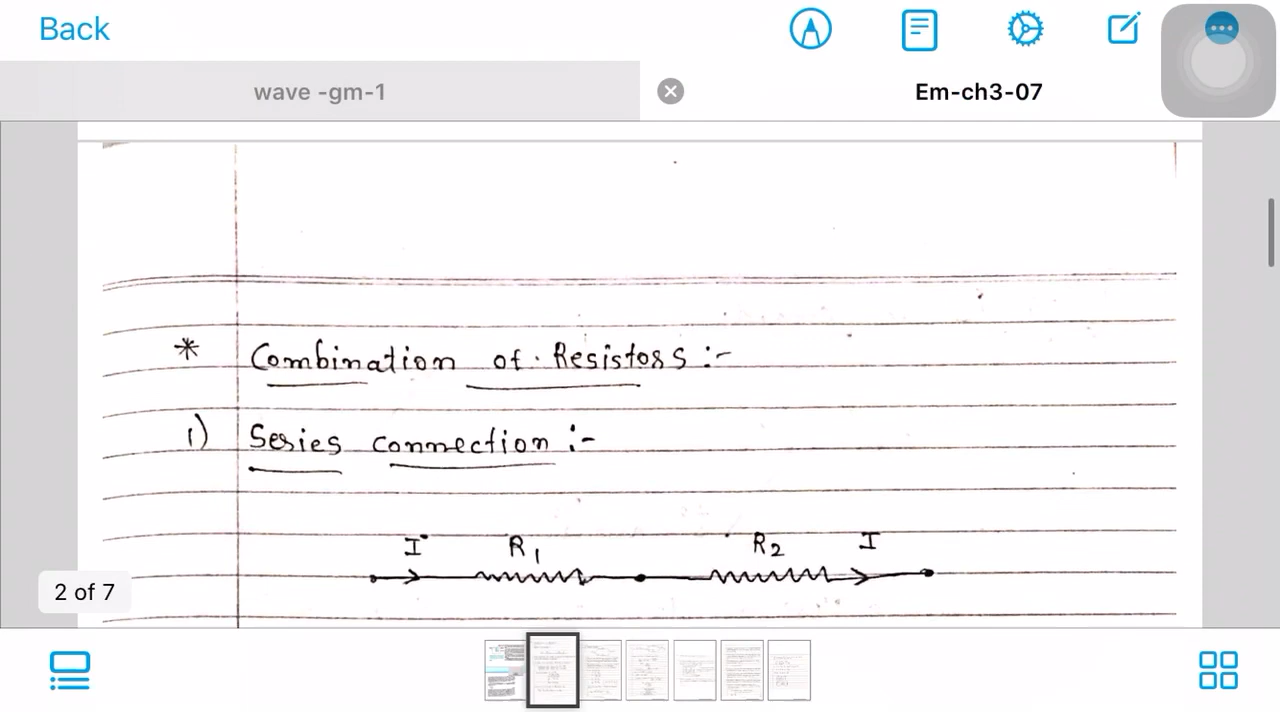 Back
wave -gm-1
Em-ch3-07
* Combination of Resistors :-
1) Series connection :-
I R1 R2 I
2 of 7